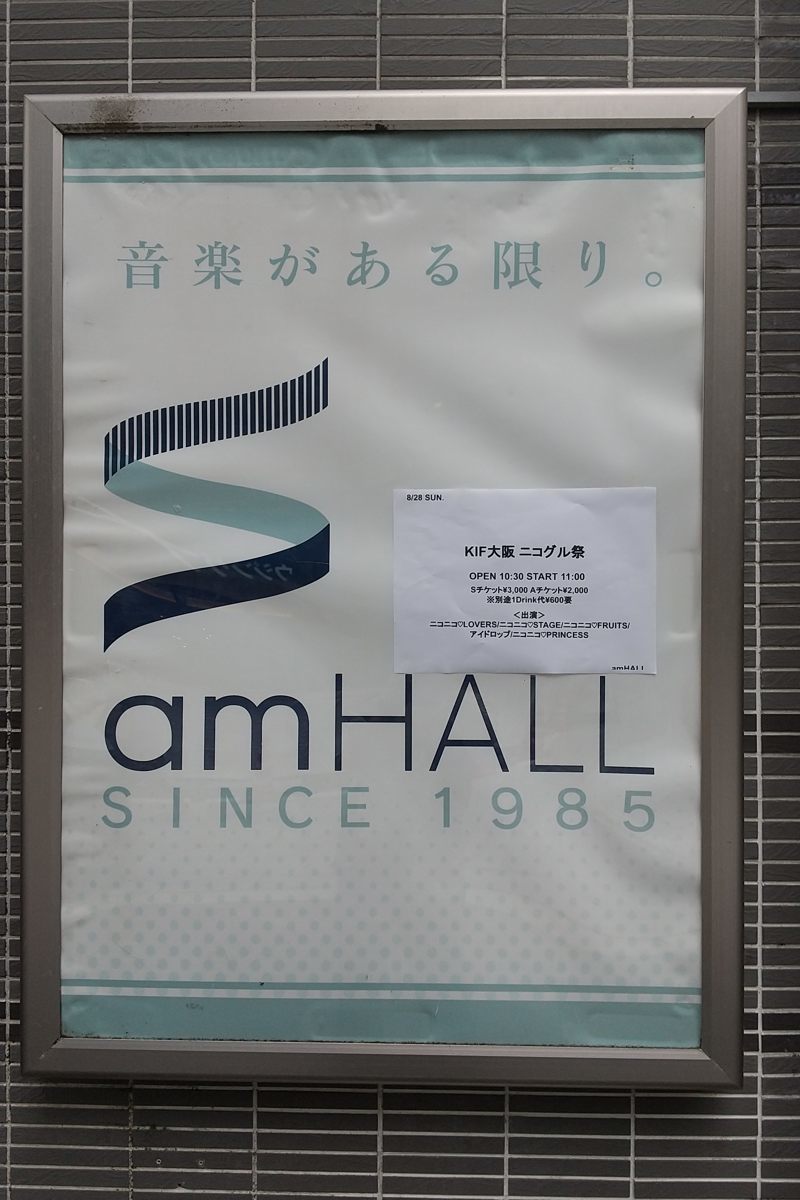 音楽がある限り。
8/28 SUN.
KIF大阪 ニコグル祭
OPEN 10:30 START 11:00
Sチケット¥3,000 Aチケット¥2,000
※別途1Drink代¥600要
＜出演＞
ニコニコ♡LOVERS/ニコニコ♡STAGE/ニコニコ♡FRUITS/
アイドロップ/ニコニコ♡PRINCESS
amHALL
amHALL
SINCE 1985